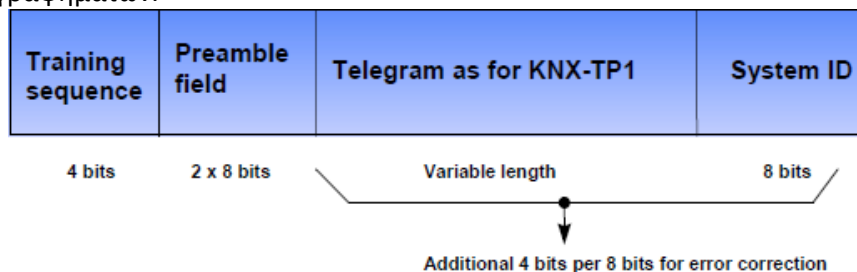 Training sequence
Preamble field
Telegram as for KNX-TP1
System ID
4 bits
2 x 8 bits
Variable length
8 bits
Additional 4 bits per 8 bits for error correction